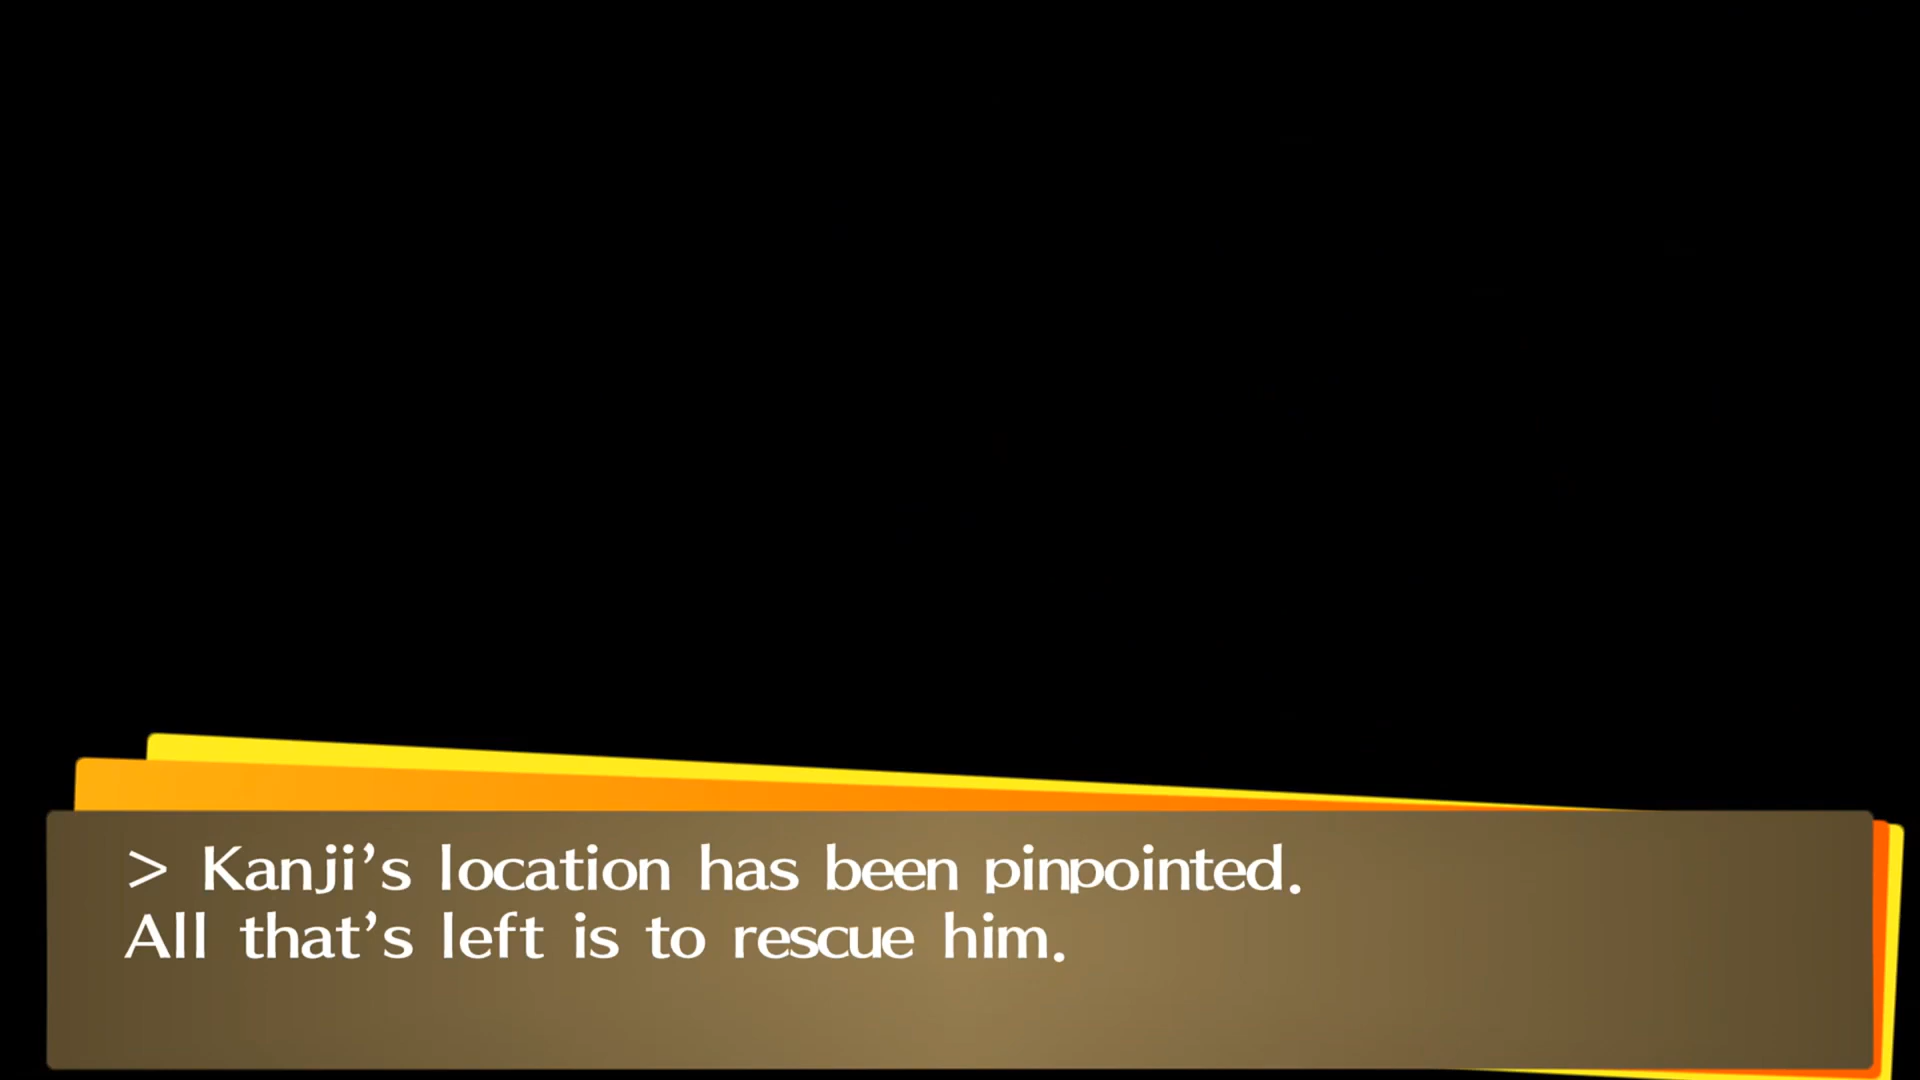 > Kanji’s location has been pinpointed.
All that’s left is to rescue him.